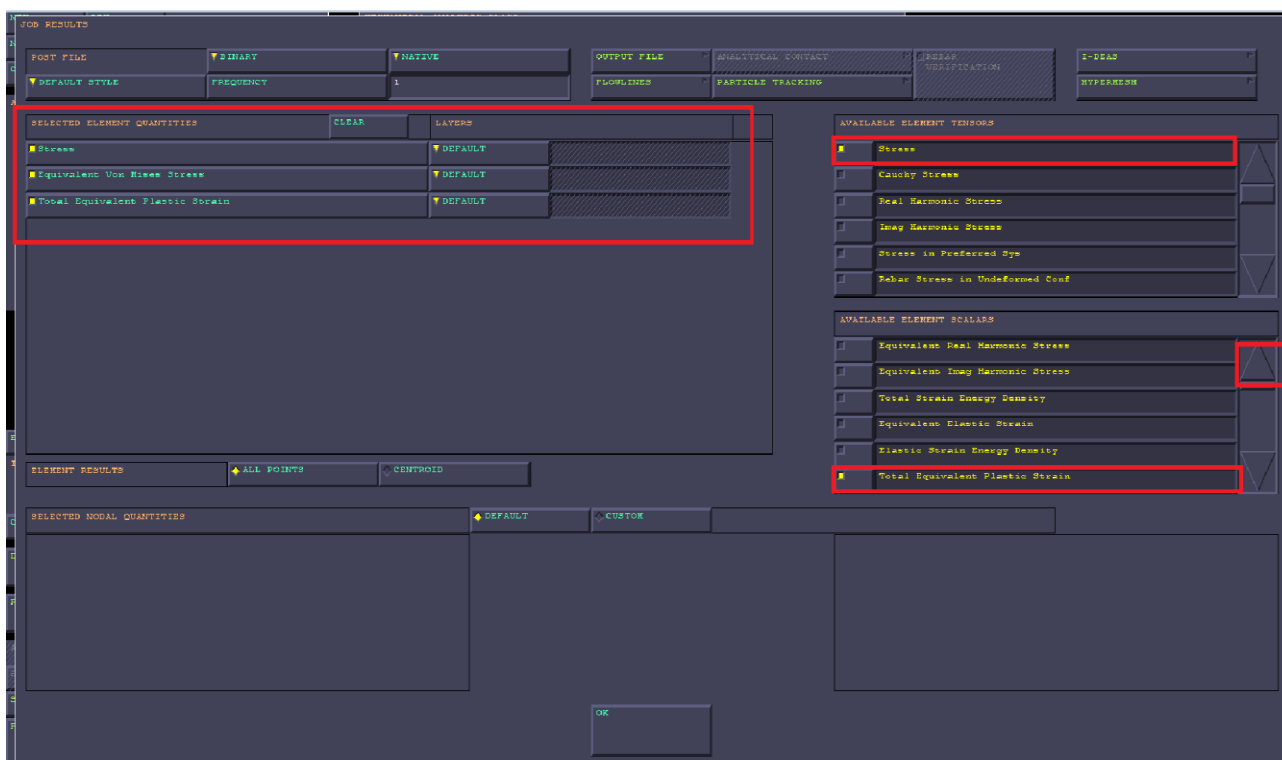 JOB RESULTS
POST FILE BINARY NATIVE OUTPUT FILE ANALYTICAL CONTACT REBAR VERIFICATION I-DEAS
DEFAULT STYLE FREQUENCY 1 FLOWLINES PARTICLE TRACKING HYPERMESH
SELECTED ELEMENT QUANTITIES CLEAR LAYERS
Stress DEFAULT
Equivalent Von Mises Stress DEFAULT
Total Equivalent Plastic Strain DEFAULT
AVAILABLE ELEMENT TENSORS
Stress
Cauchy Stress
Real Harmonic Stress
Imag Harmonic Stress
Stress in Preferred Sys
Rebar Stress in Undeformed Conf
AVAILABLE ELEMENT SCALARS
Equivalent Real Harmonic Stress
Equivalent Imag Harmonic Stress
Total Strain Energy Density
Equivalent Elastic Strain
Elastic Strain Energy Density
Total Equivalent Plastic Strain
ELEMENT RESULTS ALL POINTS CENTROID
SELECTED NODAL QUANTITIES DEFAULT CUSTOM
OK